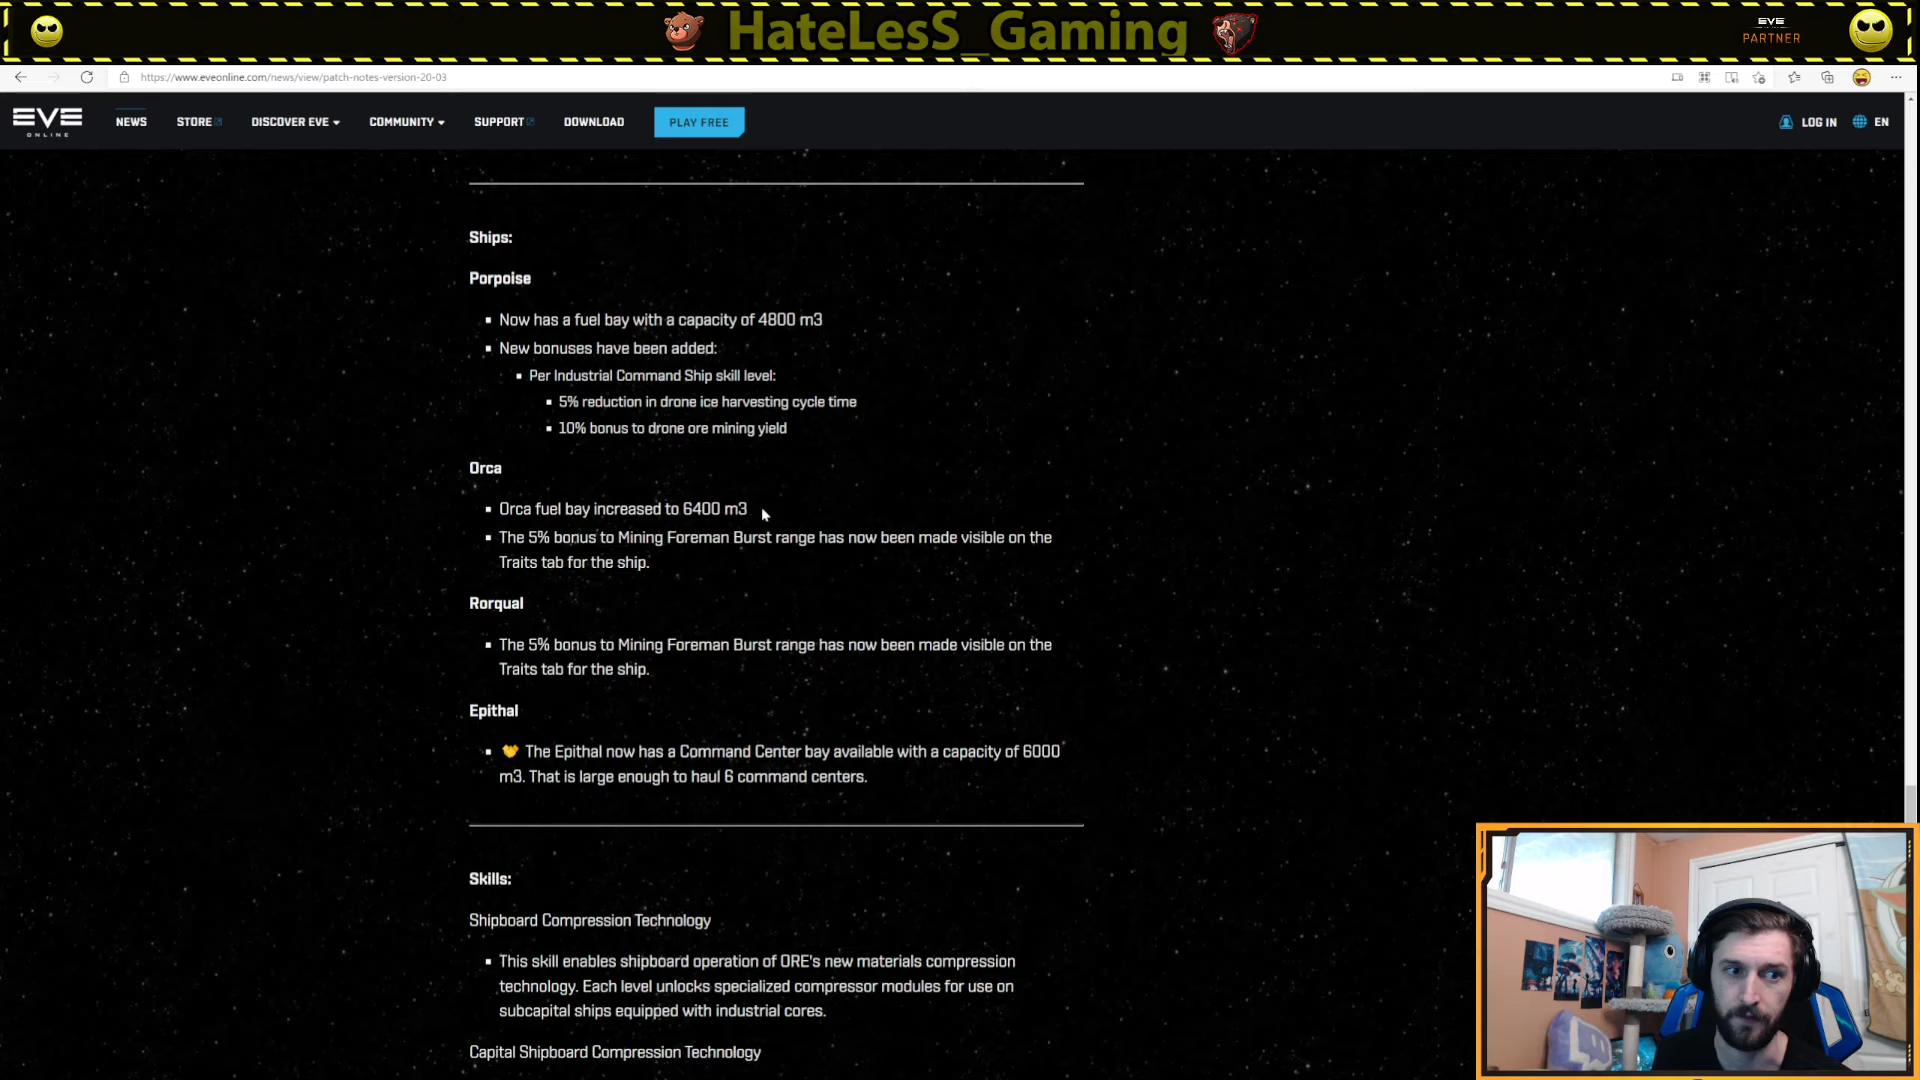 HateLesS_Gaming
EVE
PARTNER
https://www.eveonline.com/news/view/patch-notes-version-20-03
EVE
ONLINE
NEWS
STORE
DISCOVER EVE
COMMUNITY
SUPPORT
DOWNLOAD
PLAY FREE
LOG IN
EN
Ships:
Porpoise
Now has a fuel bay with a capacity of 4800 m3
New bonuses have been added:
Per Industrial Command Ship skill level:
5% reduction in drone ice harvesting cycle time
10% bonus to drone ore mining yield
Orca
Orca fuel bay increased to 6400 m3
The 5% bonus to Mining Foreman Burst range has now been made visible on the
Traits tab for the ship.
Rorqual
The 5% bonus to Mining Foreman Burst range has now been made visible on the
Traits tab for the ship.
Epithal
The Epithal now has a Command Center bay available with a capacity of 6000
m3. That is large enough to haul 6 command centers.
Skills:
Shipboard Compression Technology
This skill enables shipboard operation of ORE's new materials compression
technology. Each level unlocks specialized compressor modules for use on
subcapital ships equipped with industrial cores.
Capital Shipboard Compression Technology